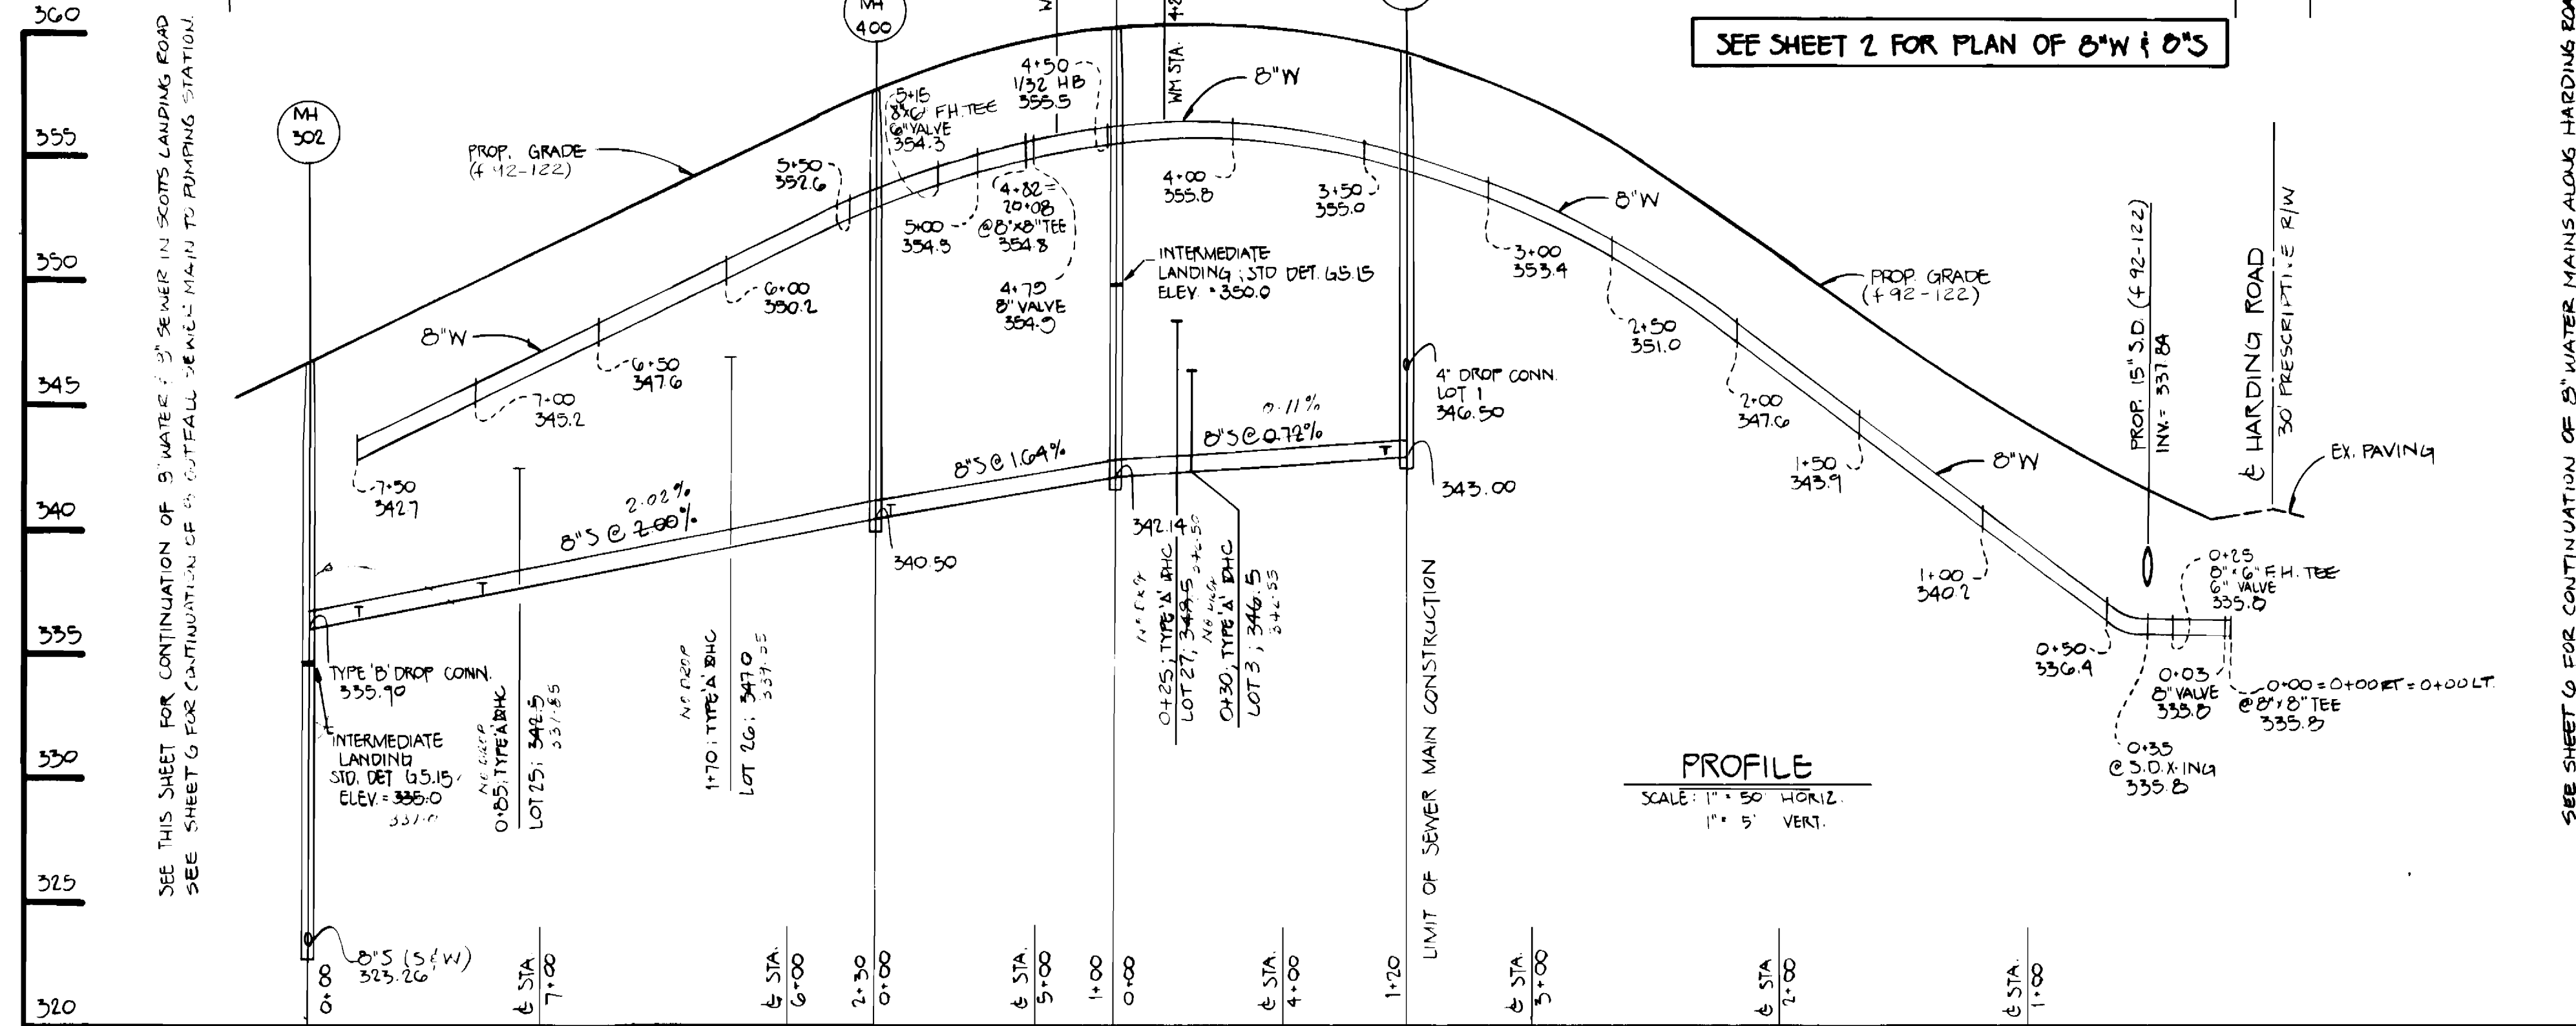 360
355
350
345
340
335
330
325
320
SEE THIS SHEET FOR CONTINUATION OF 8" WATER & 8" SEWER IN SCOTTS LANDING ROAD
SEE SHEET 6 FOR CONTINUATION OF 8" OUTFALL SEWER MAIN TO PUMPING STATION.
MH
302
MH
400
SEE SHEET 2 FOR PLAN OF 8"W & 8"S
PROP. GRADE
(F 92-122)
5+50
352.6
5+15
8"x6" F.H. TEE
6" VALVE
354.3
4+50
1/32 HB
355.5
WM STA.
8"W
5+00
354.5
4+82 =
20+08
@ 8"x8" TEE
354.8
4+79
8" VALVE
354.9
4+00
355.8
3+50
355.0
INTERMEDIATE
LANDING; STD DET. G5.15
ELEV. = 350.0
8"W
3+00
353.4
2+50
351.0
2+00
347.6
1+50
343.9
1+00
340.2
PROP. GRADE
(F 92-122)
8"W
8"W
6+00
350.2
6+50
347.6
7+00
345.2
7+50
342.7
4" DROP CONN.
LOT 1
346.50
8"S @ 0.72%
8"S @ 1.64%
2.02%
8"S @ 2.00%
343.00
342.14
340.50
TYPE 'B' DROP CONN.
335.90
INTERMEDIATE
LANDING
STD. DET G5.15
ELEV. = 335.0
NO DROP
0+85; TYPE 'A' DHC
LOT 25; 342.5
NO DROP
1+70; TYPE 'A' DHC
LOT 26; 347.0
0+25; TYPE 'A' DHC
LOT 27; 348.5
0+30; TYPE 'A' DHC
LOT 3; 346.5
LIMIT OF SEWER MAIN CONSTRUCTION
PROFILE
SCALE: 1" = 50' HORIZ.
1" = 5' VERT.
PROP. 15" S.D. (F 92-122)
INV. = 337.84
℄ HARDING ROAD
30' PRESCRIPTIVE R/W
EX. PAVING
0+25
8"x6" F.H. TEE
6" VALVE
335.8
0+50
336.4
0+03
8" VALVE
335.8
0+00 = 0+00 RT = 0+00 LT.
@ 8"x8" TEE
335.8
0+35
@ S.D. X-ING
335.8
8"S (S & W)
323.26
0+00
℄ STA.
7+00
℄ STA.
6+00
2+30
0+00
℄ STA.
5+00
1+00
0+00
℄ STA.
4+00
1+20
℄ STA.
3+00
℄ STA.
2+00
℄ STA.
1+00
SEE SHEET 6 FOR CONTINUATION OF 8" WATER MAINS ALONG HARDING